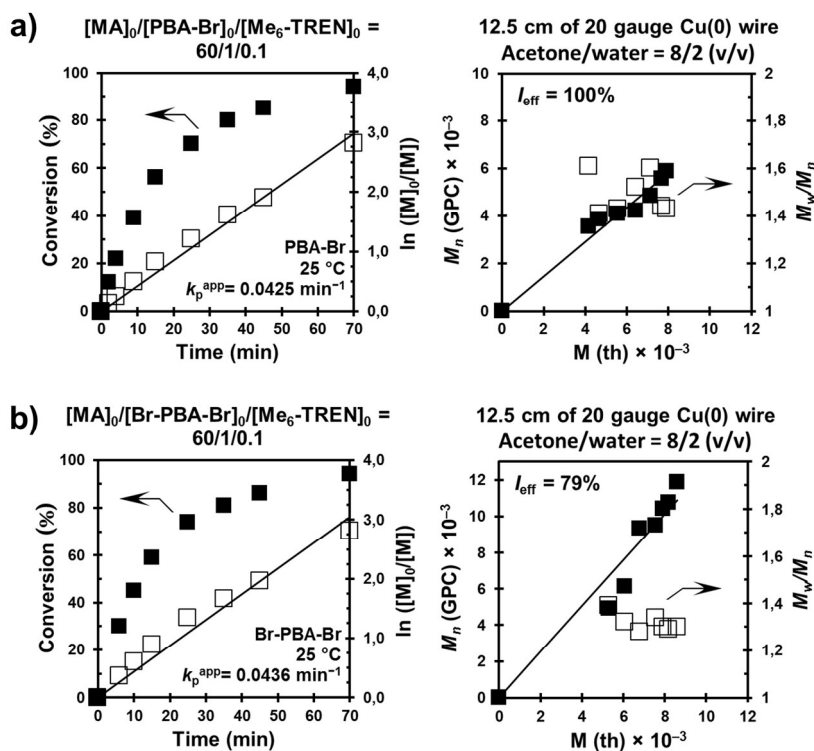 a)
[MA]₀/[PBA-Br]₀/[Me₆-TREN]₀ =
60/1/0.1
Conversion (%)
100
80
60
40
20
0
0 10 20 30 40 50 60 70
Time (min)
4,0
3,0
2,0
1,0
0,0
ln ([M]₀/[M])
PBA-Br
25 °C
kₚᵃᵖᵖ= 0.0425 min⁻¹
12.5 cm of 20 gauge Cu(0) wire
Acetone/water = 8/2 (v/v)
Mₙ (GPC) × 10⁻³
10
8
6
4
2
0
0 2 4 6 8 10 12
M (th) × 10⁻³
2
1,8
1,6
1,4
1,2
1
M_w/Mₙ
I_eff = 100%
b)
[MA]₀/[Br-PBA-Br]₀/[Me₆-TREN]₀ =
60/1/0.1
Conversion (%)
100
80
60
40
20
0
0 10 20 30 40 50 60 70
Time (min)
4,0
3,0
2,0
1,0
0,0
ln ([M]₀/[M])
Br-PBA-Br
25 °C
kₚᵃᵖᵖ= 0.0436 min⁻¹
12.5 cm of 20 gauge Cu(0) wire
Acetone/water = 8/2 (v/v)
Mₙ (GPC) × 10⁻³
12
10
8
6
4
2
0
0 2 4 6 8 10 12
M (th) × 10⁻³
2
1,8
1,6
1,4
1,2
1
M_w/Mₙ
I_eff = 79%